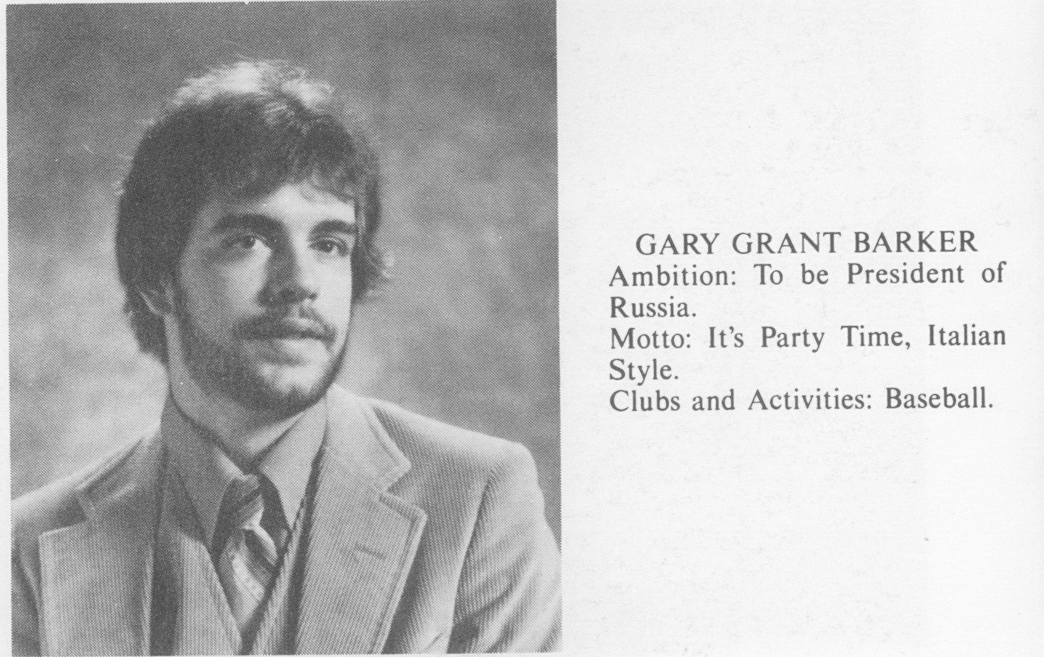 GARY GRANT BARKER
Ambition: To be President of
Russia.
Motto: It's Party Time, Italian
Style.
Clubs and Activities: Baseball.